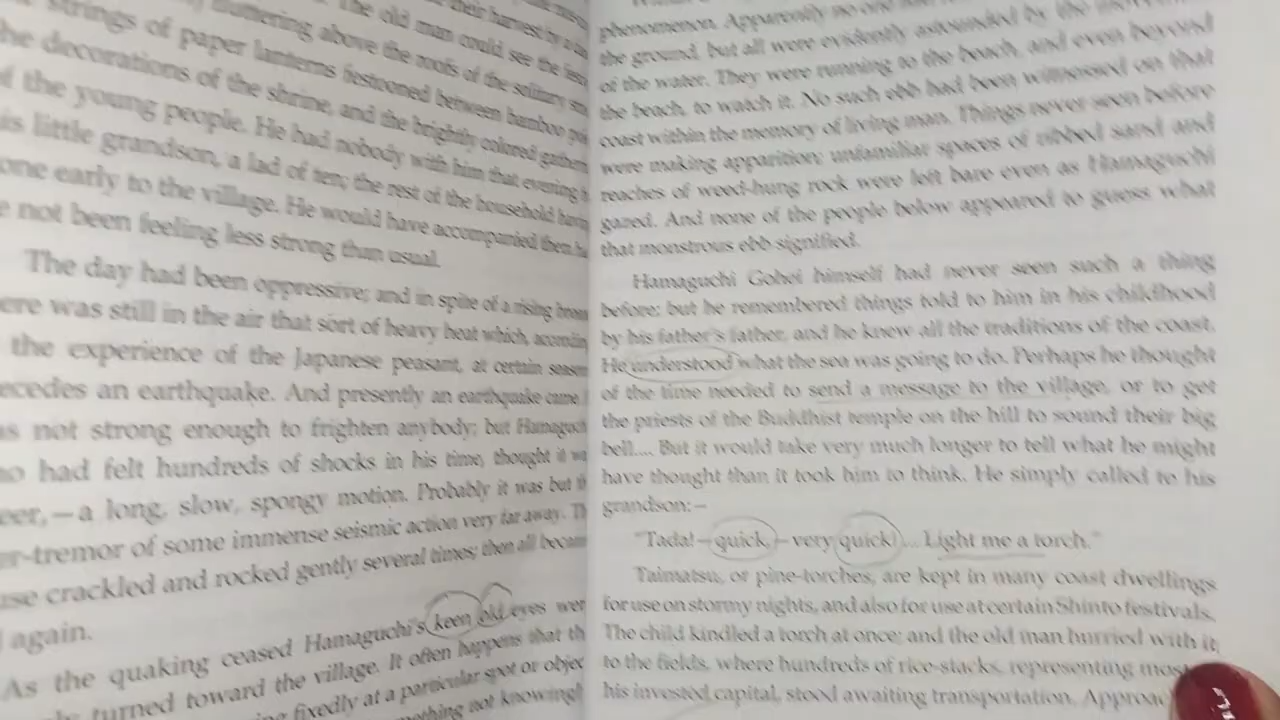 strings of paper lanterns festooned between bamboo
the decorations of the shrine, and the brightly colored
of the young people. He had nobody with him that evening
his little grandson, a lad of ten; the rest of the household
one early to the village. He would have accompanied them
not been feeling less strong than usual.
The day had been oppressive; and in spite of a rising
ere was still in the air that sort of heavy heat which,
the experience of the Japanese peasant, at certain
ecedes an earthquake. And presently an earthquake came.
as not strong enough to frighten anybody; but
ho had felt hundreds of shocks in his time, thought it
eer,—a long, slow, spongy motion. Probably it was but
er-tremor of some immense seismic action very far away.
use crackled and rocked gently several times; then all
again.
As the quaking ceased Hamaguchi's keen old eyes
turned toward the village. It often happens that
fixedly at a particular spot or
not
phenomenon. Apparently no one
the ground, but all were evidently astounded by the
of the water. They were running to the beach, and even beyond
the beach, to watch it. No such ebb had been witnessed on that
coast within the memory of living man. Things never seen before
were making apparition; unfamiliar spaces of ribbed sand and
reaches of weed-hung rock were left bare even as Hamaguchi
gazed. And none of the people below appeared to guess what
that monstrous ebb signified.
Hamaguchi Gohei himself had never seen such a thing
before; but he remembered things told to him in his childhood
by his father's father, and he knew all the traditions of the coast.
He understood what the sea was going to do. Perhaps he thought
of the time needed to send a message to the village, or to get
the priests of the Buddhist temple on the hill to sound their big
bell.... But it would take very much longer to tell what he might
have thought than it took him to think. He simply called to his
grandson:—
"Tada!—quick,—very quick!... Light me a torch."
Taimatsu, or pine-torches, are kept in many coast dwellings
for use on stormy nights, and also for use at certain Shinto festivals.
The child kindled a torch at once; and the old man hurried with it
to the fields, where hundreds of rice-stacks, representing
his invested capital, stood awaiting transportation.